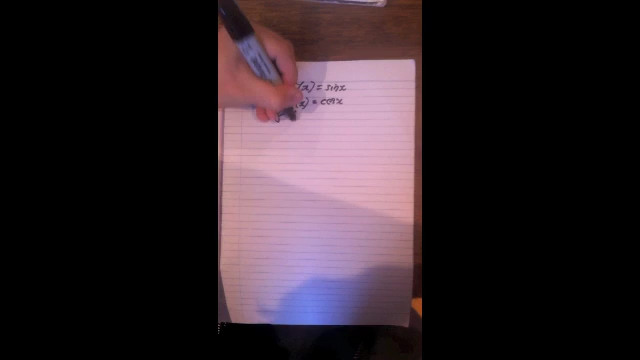 (x) = sinx
(x) = cosx